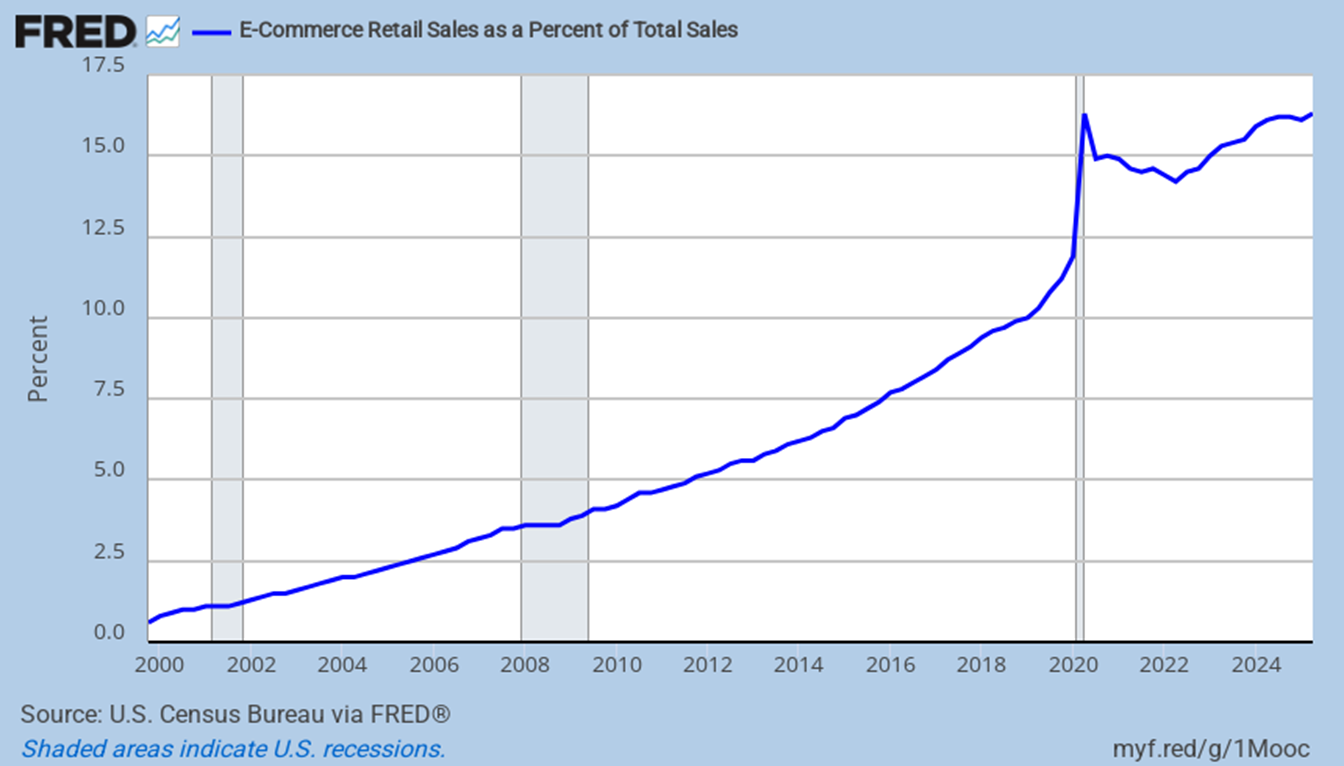 FRED E-Commerce Retail Sales as a Percent of Total Sales
17.5
15.0
12.5
10.0
7.5
5.0
2.5
0.0
Percent
2000 2002 2004 2006 2008 2010 2012 2014 2016 2018 2020 2022 2024
Source: U.S. Census Bureau via FRED®
Shaded areas indicate U.S. recessions. myf.red/g/1Mooc